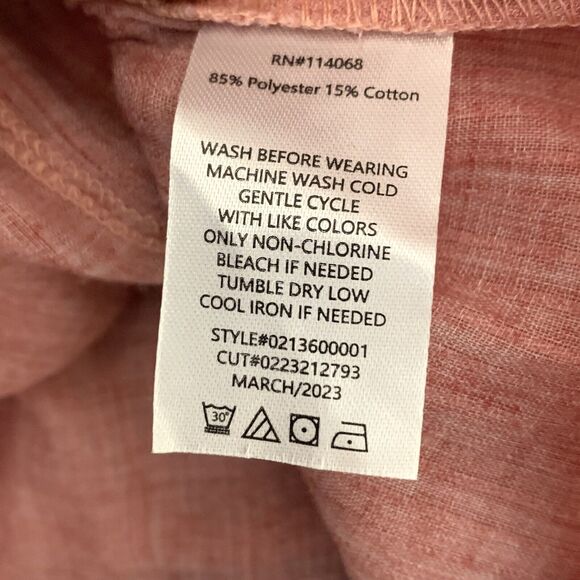 RN#114068
85% Polyester 15% Cotton
WASH BEFORE WEARING
MACHINE WASH COLD
GENTLE CYCLE
WITH LIKE COLORS
ONLY NON-CHLORINE
BLEACH IF NEEDED
TUMBLE DRY LOW
COOL IRON IF NEEDED
STYLE#0213600001
CUT#0223212793
MARCH/2023
30°